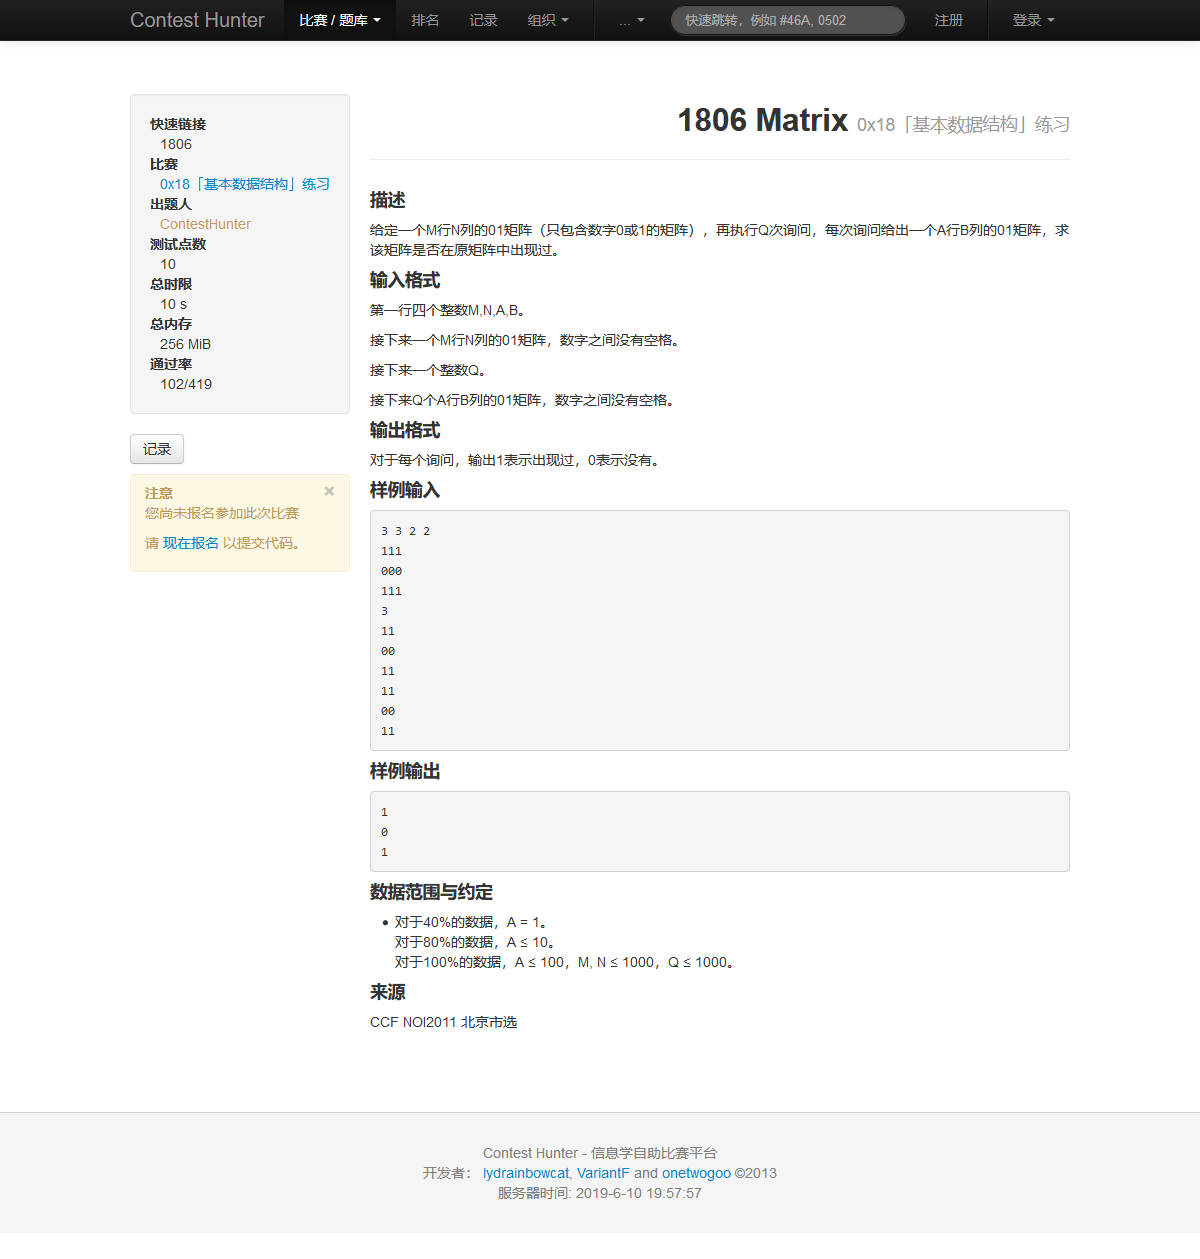 Contest Hunter 比赛 / 题库 排名 记录 组织 ... 快速跳转，例如 #46A, 0502 注册 登录
1806 Matrix 0x18「基本数据结构」练习
快速链接
1806
比赛
0x18「基本数据结构」练习
出题人
ContestHunter
测试点数
10
总时限
10 s
总内存
256 MiB
通过率
102/419
记录
注意 ×
您尚未报名参加此次比赛
请 现在报名 以提交代码。
描述
给定一个M行N列的01矩阵（只包含数字0或1的矩阵），再执行Q次询问，每次询问给出一个A行B列的01矩阵，求
该矩阵是否在原矩阵中出现过。
输入格式
第一行四个整数M,N,A,B。
接下来一个M行N列的01矩阵，数字之间没有空格。
接下来一个整数Q。
接下来Q个A行B列的01矩阵，数字之间没有空格。
输出格式
对于每个询问，输出1表示出现过，0表示没有。
样例输入
3 3 2 2
111
000
111
3
11
00
11
11
00
11
样例输出
1
0
1
数据范围与约定
• 对于40%的数据，A = 1。
对于80%的数据，A ≤ 10。
对于100%的数据，A ≤ 100，M, N ≤ 1000，Q ≤ 1000。
来源
CCF NOI2011 北京市选
Contest Hunter - 信息学自助比赛平台
开发者： lydrainbowcat, VariantF and onetwogoo ©2013
服务器时间: 2019-6-10 19:57:57